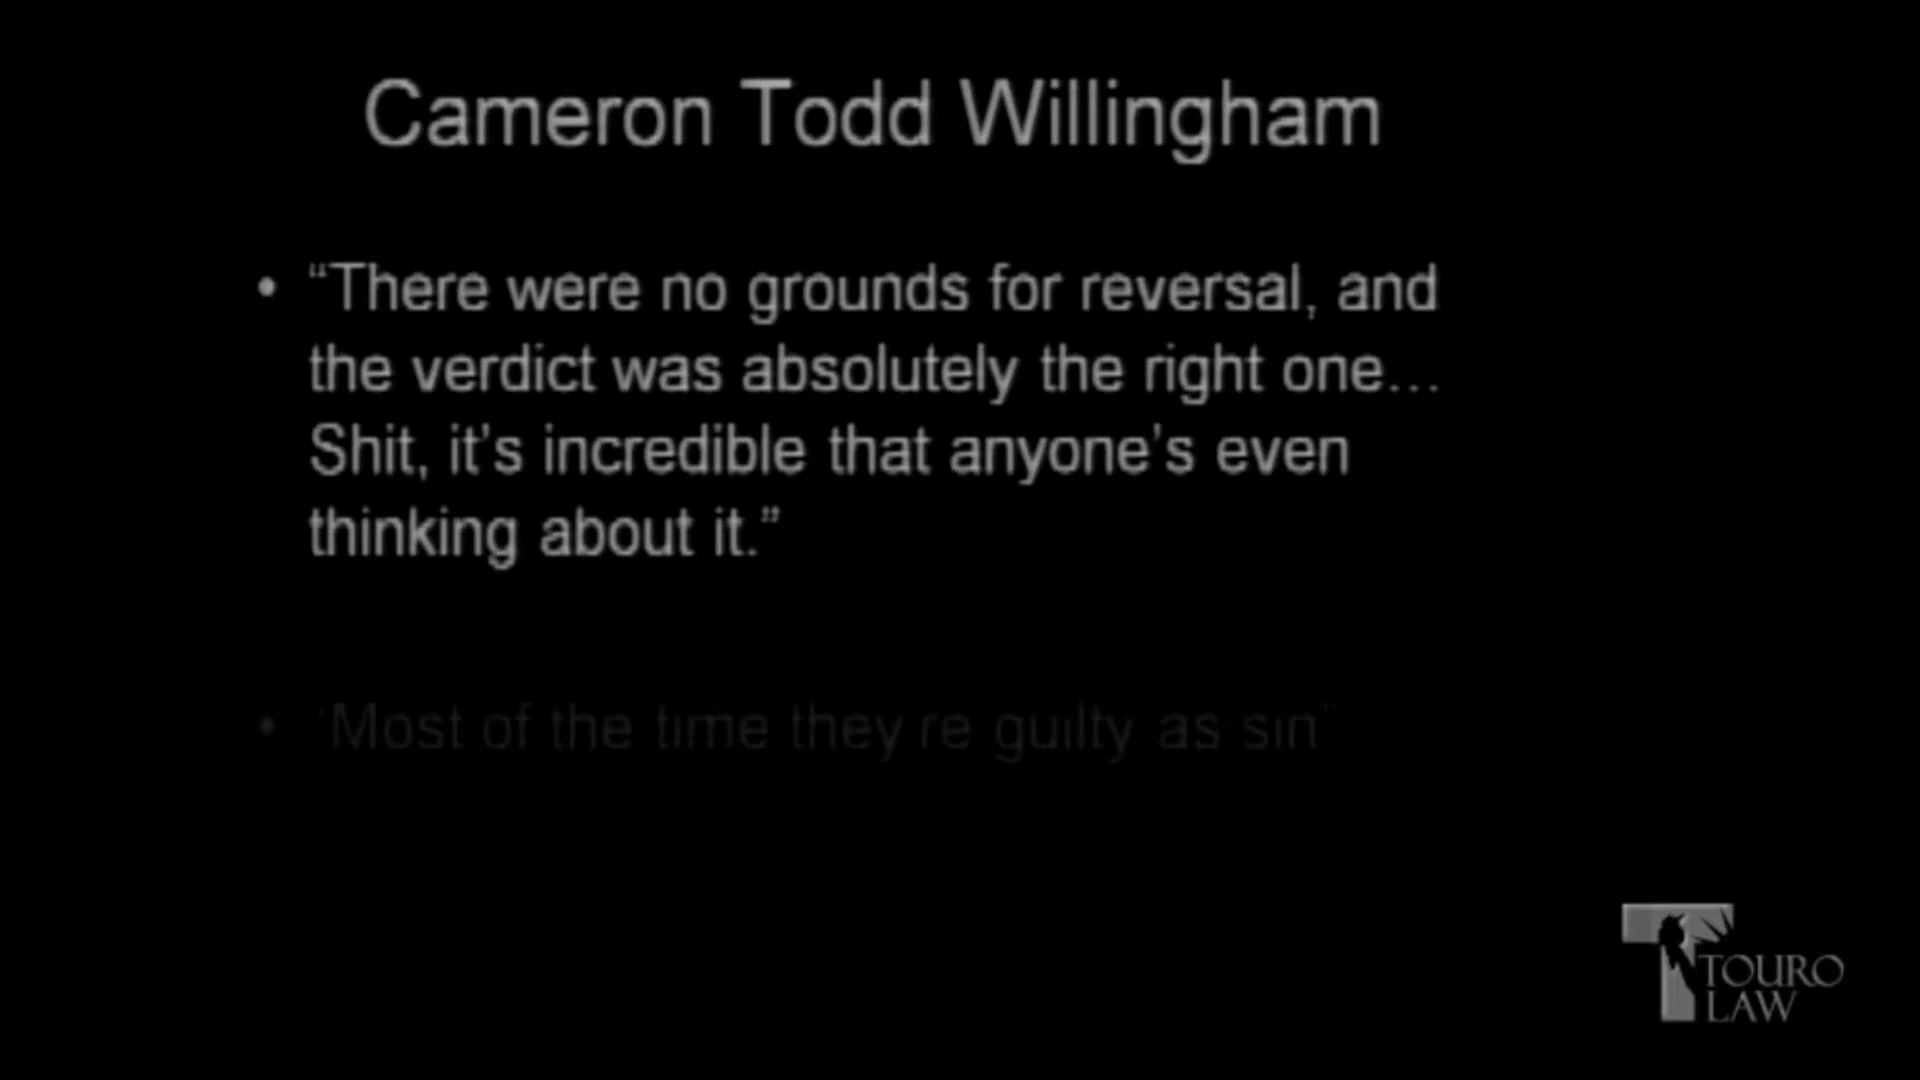 Cameron Todd Willingham
• “There were no grounds for reversal, and
the verdict was absolutely the right one…
Shit, it’s incredible that anyone’s even
thinking about it.”
• “Most of the time they’re guilty as sin”
TOURO
LAW